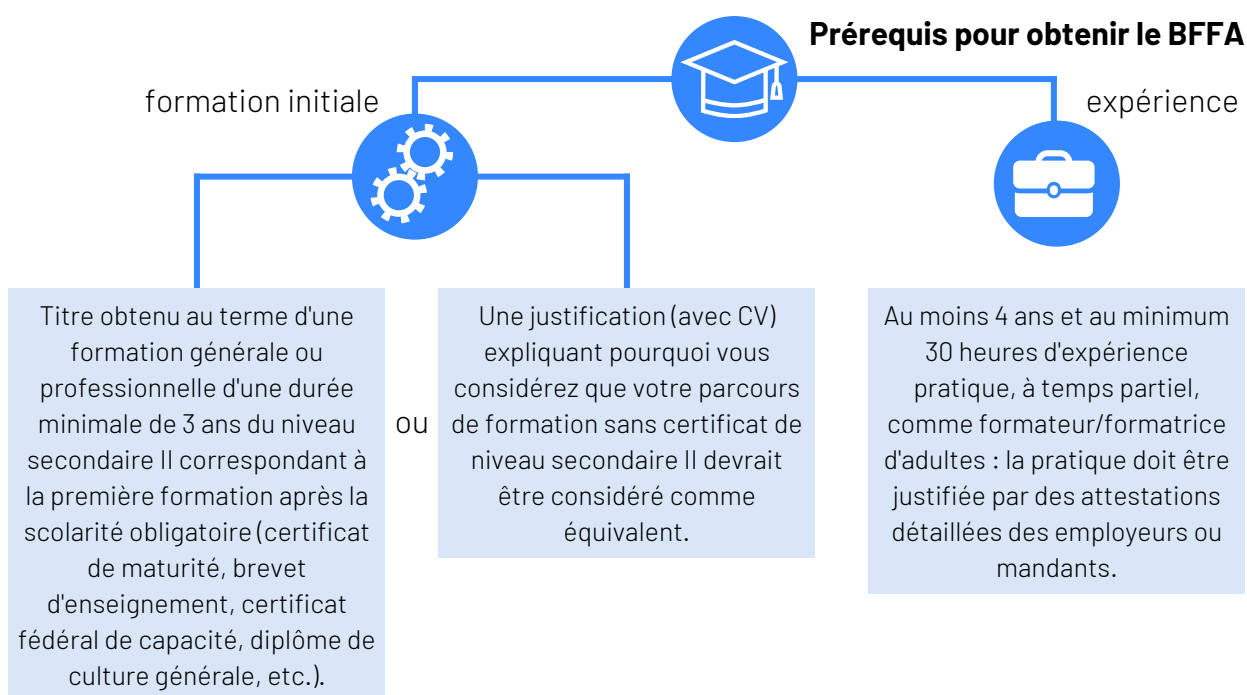 Prérequis pour obtenir le BFFA
formation initiale
expérience
Titre obtenu au terme d'une
formation générale ou
professionnelle d'une durée
minimale de 3 ans du niveau
secondaire II correspondant à
la première formation après la
scolarité obligatoire (certificat
de maturité, brevet
d'enseignement, certificat
fédéral de capacité, diplôme de
culture générale, etc.).
ou
Une justification (avec CV)
expliquant pourquoi vous
considérez que votre parcours
de formation sans certificat de
niveau secondaire II devrait
être considéré comme
équivalent.
Au moins 4 ans et au minimum
30 heures d'expérience
pratique, à temps partiel,
comme formateur/formatrice
d'adultes : la pratique doit être
justifiée par des attestations
détaillées des employeurs ou
mandants.